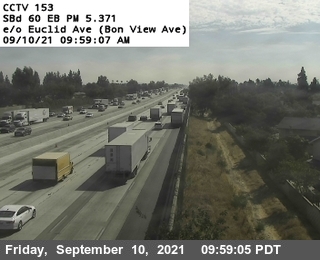 CCTV 153
SBd 60 EB PM 5.371
e/o Euclid Ave (Bon View Ave)
09/10/21 09:59:07 AM
Friday, September 10, 2021 09:59:05 PDT